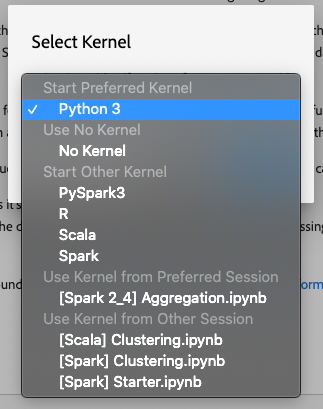 Select Kernel
Start Preferred Kernel
✓ Python 3
Use No Kernel
No Kernel
Start Other Kernel
PySpark3
R
Scala
Spark
Use Kernel from Preferred Session
[Spark 2_4] Aggregation.ipynb
Use Kernel from Other Session
[Scala] Clustering.ipynb
[Spark] Clustering.ipynb
[Spark] Starter.ipynb